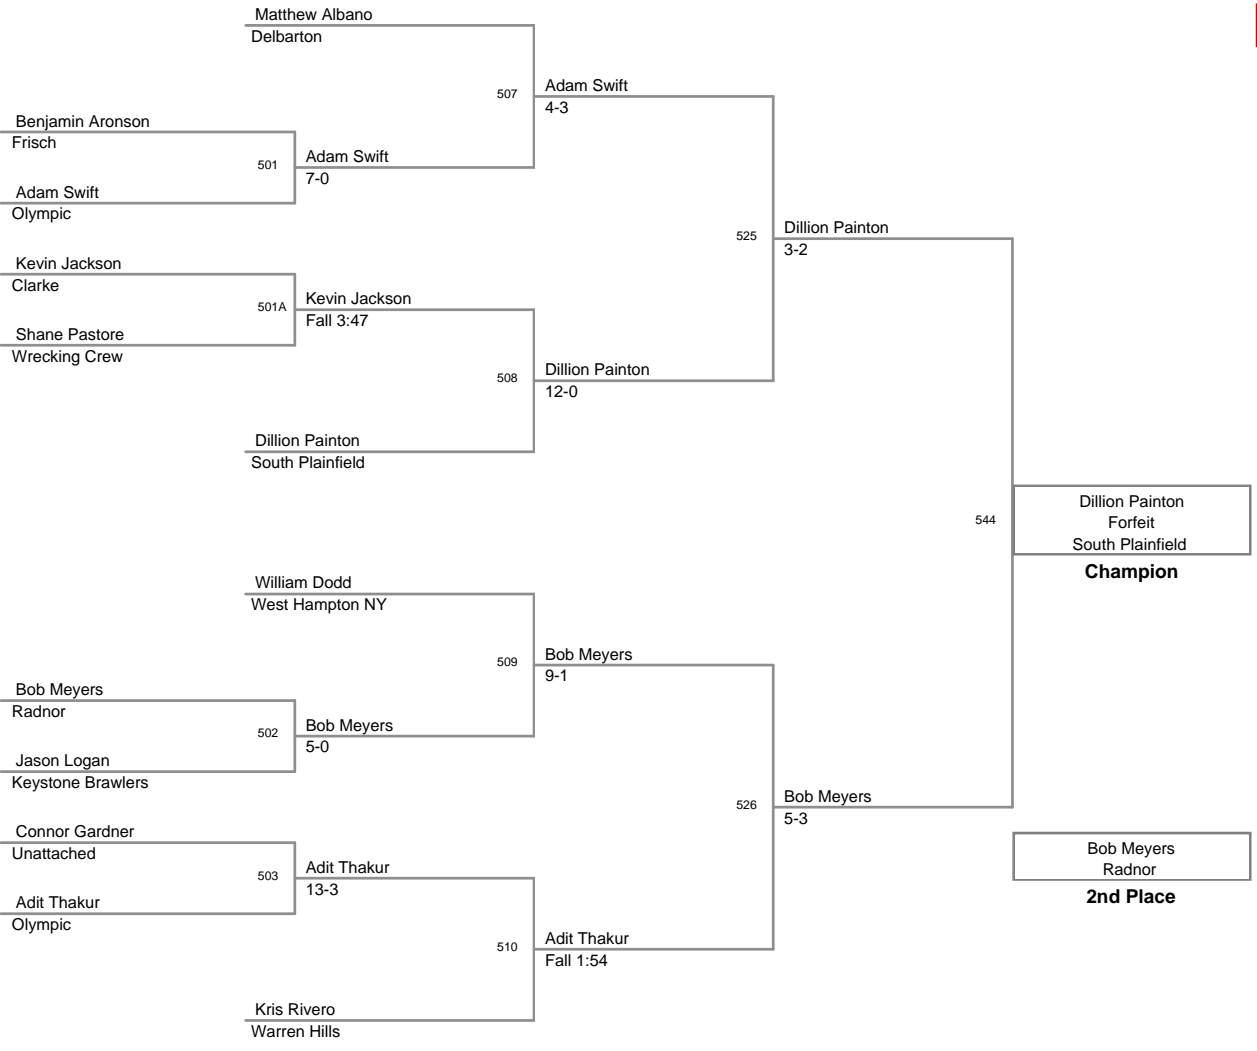 Matthew Albano
Delbarton
507
Adam Swift
4-3
Benjamin Aronson
Frisch
501
Adam Swift
7-0
Adam Swift
Olympic
525
Dillion Painton
3-2
Kevin Jackson
Clarke
501A
Kevin Jackson
Fall 3:47
Shane Pastore
Wrecking Crew
508
Dillion Painton
12-0
Dillion Painton
South Plainfield
544
Dillion Painton
Forfeit
South Plainfield
Champion
William Dodd
West Hampton NY
509
Bob Meyers
9-1
Bob Meyers
Radnor
502
Bob Meyers
5-0
Jason Logan
Keystone Brawlers
526
Bob Meyers
5-3
Connor Gardner
Unattached
503
Adit Thakur
13-3
Adit Thakur
Olympic
Bob Meyers
Radnor
2nd Place
510
Adit Thakur
Fall 1:54
Kris Rivero
Warren Hills